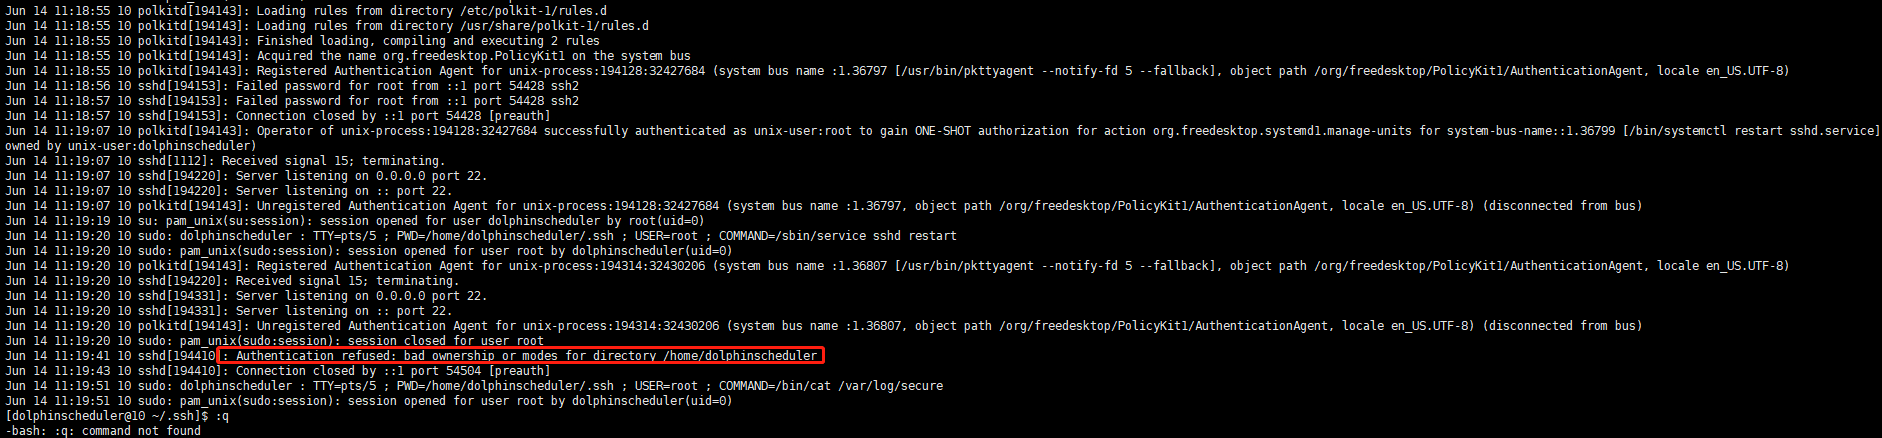 Jun 14 11:18:55 10 polkitd[194143]: Loading rules from directory /etc/polkit-1/rules.d
Jun 14 11:18:55 10 polkitd[194143]: Loading rules from directory /usr/share/polkit-1/rules.d
Jun 14 11:18:55 10 polkitd[194143]: Finished loading, compiling and executing 2 rules
Jun 14 11:18:55 10 polkitd[194143]: Acquired the name org.freedesktop.PolicyKit1 on the system bus
Jun 14 11:18:55 10 polkitd[194143]: Registered Authentication Agent for unix-process:194128:32427684 (system bus name :1.36797 [/usr/bin/pkttyagent --notify-fd 5 --fallback], object path /org/freedesktop/PolicyKit1/AuthenticationAgent, locale en_US.UTF-8)
Jun 14 11:18:56 10 sshd[194153]: Failed password for root from ::1 port 54428 ssh2
Jun 14 11:18:57 10 sshd[194153]: Failed password for root from ::1 port 54428 ssh2
Jun 14 11:18:57 10 sshd[194153]: Connection closed by ::1 port 54428 [preauth]
Jun 14 11:19:07 10 polkitd[194143]: Operator of unix-process:194128:32427684 successfully authenticated as unix-user:root to gain ONE-SHOT authorization for action org.freedesktop.systemd1.manage-units for system-bus-name::1.36799 [/bin/systemctl restart sshd.service]
owned by unix-user:dolphinscheduler)
Jun 14 11:19:07 10 sshd[1112]: Received signal 15; terminating.
Jun 14 11:19:07 10 sshd[194220]: Server listening on 0.0.0.0 port 22.
Jun 14 11:19:07 10 sshd[194220]: Server listening on :: port 22.
Jun 14 11:19:07 10 polkitd[194143]: Unregistered Authentication Agent for unix-process:194128:32427684 (system bus name :1.36797, object path /org/freedesktop/PolicyKit1/AuthenticationAgent, locale en_US.UTF-8) (disconnected from bus)
Jun 14 11:19:19 10 su: pam_unix(su:session): session opened for user dolphinscheduler by root(uid=0)
Jun 14 11:19:20 10 sudo: dolphinscheduler : TTY=pts/5 ; PWD=/home/dolphinscheduler/.ssh ; USER=root ; COMMAND=/sbin/service sshd restart
Jun 14 11:19:20 10 sudo: pam_unix(sudo:session): session opened for user root by dolphinscheduler(uid=0)
Jun 14 11:19:20 10 polkitd[194143]: Registered Authentication Agent for unix-process:194314:32430206 (system bus name :1.36807 [/usr/bin/pkttyagent --notify-fd 5 --fallback], object path /org/freedesktop/PolicyKit1/AuthenticationAgent, locale en_US.UTF-8)
Jun 14 11:19:20 10 sshd[194220]: Received signal 15; terminating.
Jun 14 11:19:20 10 sshd[194331]: Server listening on 0.0.0.0 port 22.
Jun 14 11:19:20 10 sshd[194331]: Server listening on :: port 22.
Jun 14 11:19:20 10 polkitd[194143]: Unregistered Authentication Agent for unix-process:194314:32430206 (system bus name :1.36807, object path /org/freedesktop/PolicyKit1/AuthenticationAgent, locale en_US.UTF-8) (disconnected from bus)
Jun 14 11:19:20 10 sudo: pam_unix(sudo:session): session closed for user root
Jun 14 11:19:41 10 sshd[194410]: Authentication refused: bad ownership or modes for directory /home/dolphinscheduler
Jun 14 11:19:43 10 sshd[194410]: Connection closed by ::1 port 54504 [preauth]
Jun 14 11:19:51 10 sudo: dolphinscheduler : TTY=pts/5 ; PWD=/home/dolphinscheduler/.ssh ; USER=root ; COMMAND=/bin/cat /var/log/secure
Jun 14 11:19:51 10 sudo: pam_unix(sudo:session): session opened for user root by dolphinscheduler(uid=0)
[dolphinscheduler@10 ~/.ssh]$ :q
-bash: :q: command not found